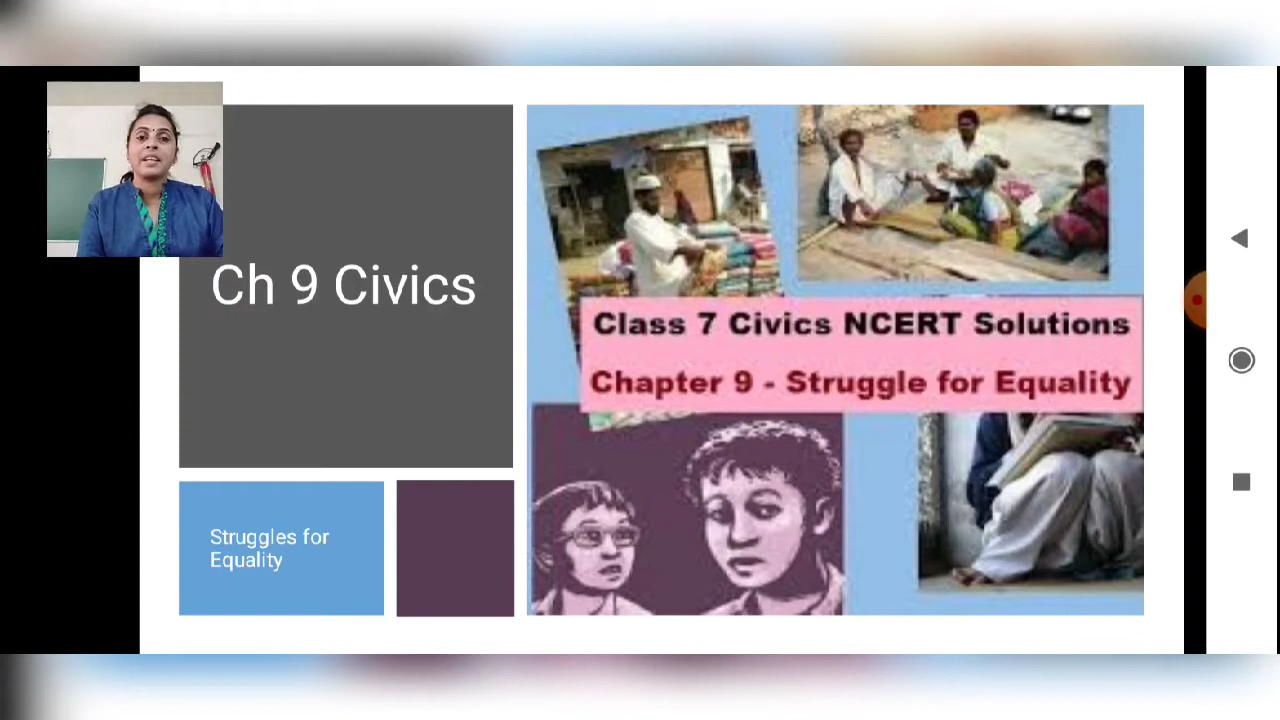 Ch 9 Civics
Struggles for
Equality
Class 7 Civics NCERT Solutions
Chapter 9 - Struggle for Equality